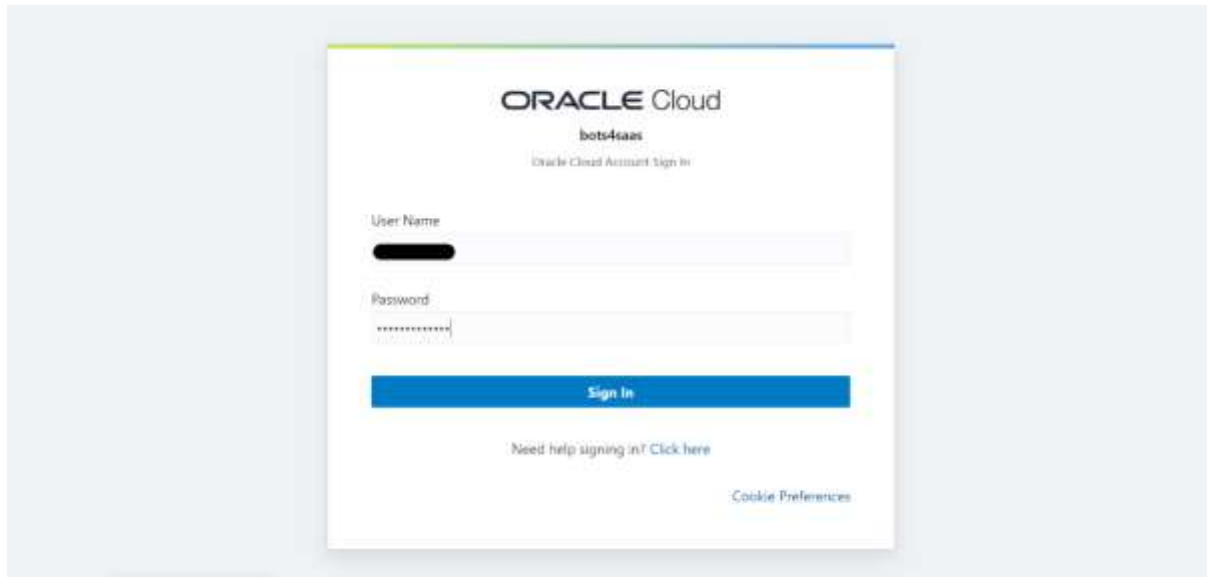 ORACLE Cloud
bots4saas
Oracle Cloud Account Sign In
User Name
Password
•••••••••••••
Sign In
Need help signing in? Click here
Cookie Preferences